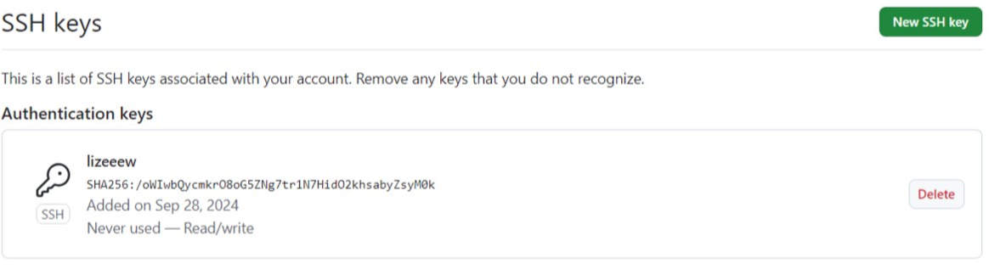 SSH keys
New SSH key
This is a list of SSH keys associated with your account. Remove any keys that you do not recognize.
Authentication keys
lizeeew
SHA256:/oWIwbQycmkrO8oG5ZNg7tr1N7HidO2khsabyZsyM0k
Added on Sep 28, 2024
SSH
Never used — Read/write
Delete